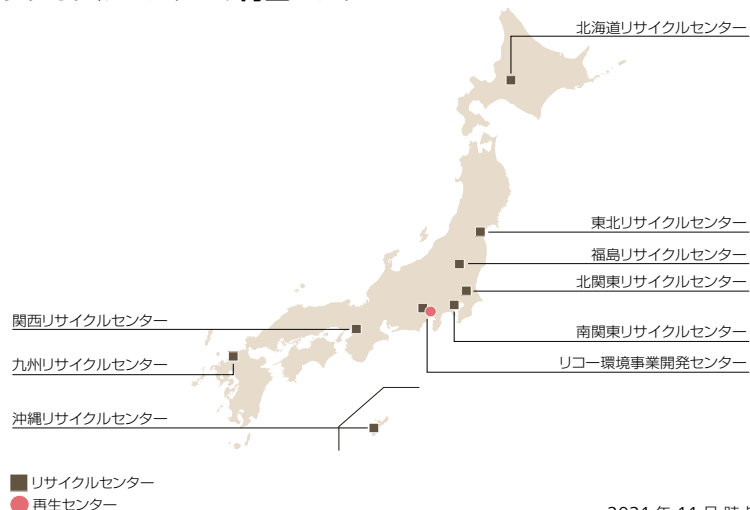 北海道リサイクルセンター
東北リサイクルセンター
福島リサイクルセンター
北関東リサイクルセンター
関西リサイクルセンター
南関東リサイクルセンター
九州リサイクルセンター
リコー環境事業開発センター
沖縄リサイクルセンター
リサイクルセンター
再生センター